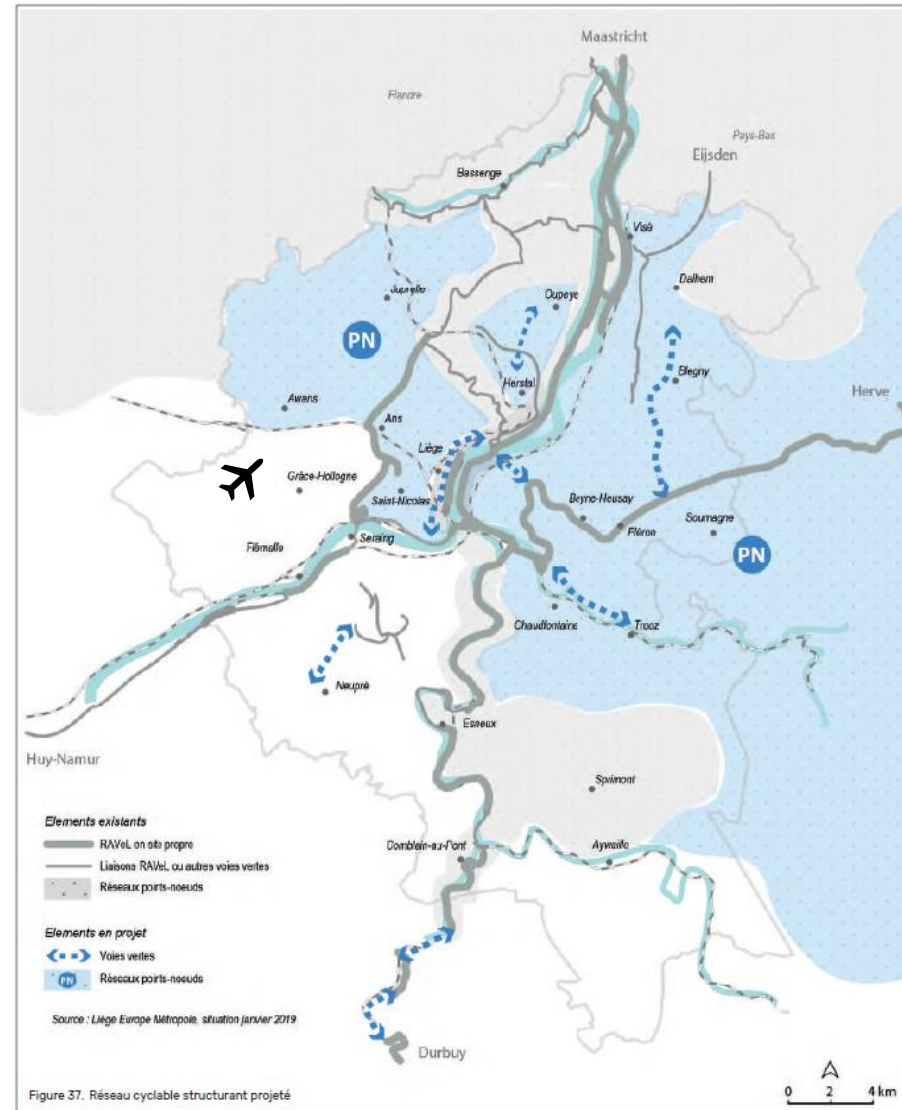 Maastricht
Flandre
Pays-Bas
Eijsden
Bassenge
Visé
Dalhem
Juprelle
Oupeye
PN
Blegny
Herstal
Herve
Awans
Ans
Liège
Grâce-Hollogne
Saint-Nicolas
Beyne-Heusay
Fléron
Soumagne
Seraing
Flémalle
PN
Chaudfontaine
Trooz
Neupré
Esneux
Huy-Namur
Sprimont
Elements existants
RAVeL en site propre
Comblain-au-Pont
Aywaille
Liaisons RAVeL ou autres voies vertes
Réseaux points-noeuds
Elements en projet
Voies vertes
PN
Réseaux points-noeuds
Source : Liège Europe Métropole, situation janvier 2019
Durbuy
Figure 37. Réseau cyclable structurant projeté
0 2 4 km